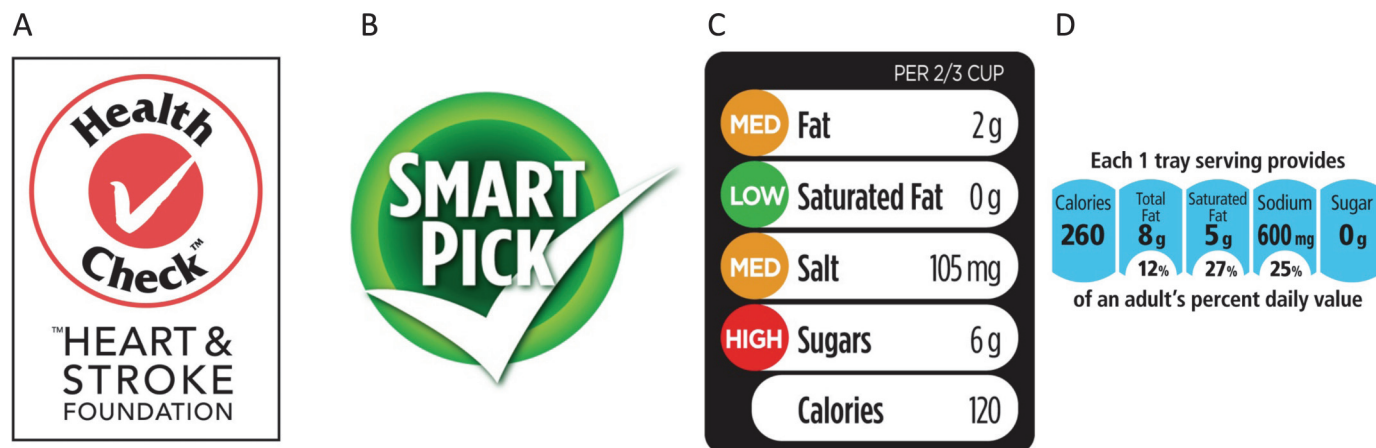 A
Health
Check™
™HEART &
STROKE
FOUNDATION
B
SMART
PICK
C
PER 2/3 CUP
MED Fat 2 g
LOW Saturated Fat 0 g
MED Salt 105 mg
HIGH Sugars 6 g
Calories 120
D
Each 1 tray serving provides
Calories 260
Total Fat 8 g 12%
Saturated Fat 5 g 27%
Sodium 600 mg 25%
Sugar 0 g
of an adult's percent daily value